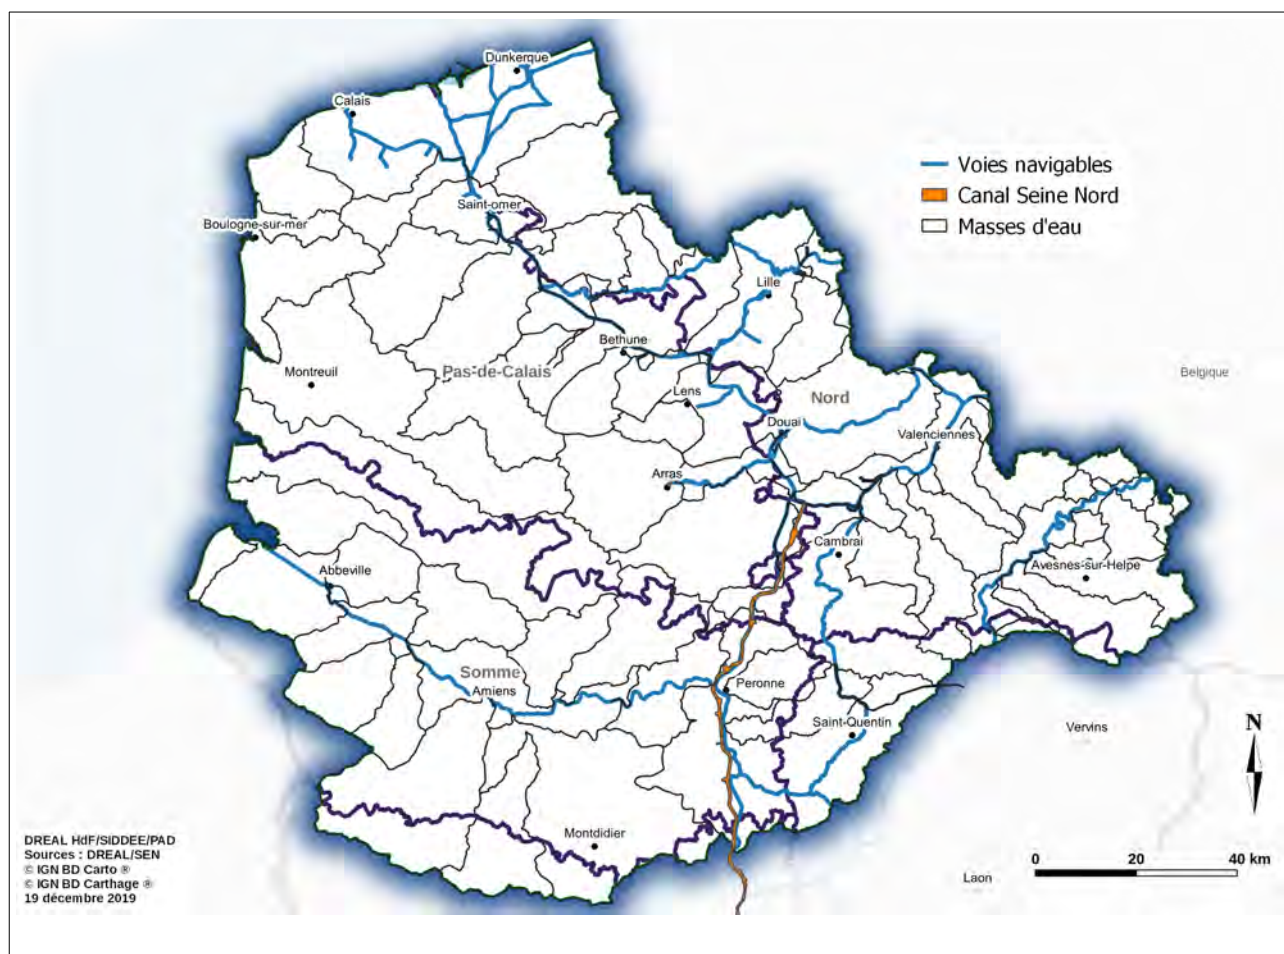 Dunkerque
Calais
Voies navigables
Canal Seine Nord
Masses d'eau
Saint-omer
Boulogne-sur-mer
Lille
Bethune
Montreuil
Pas-de-Calais
Belgique
Lens
Nord
Douai
Valenciennes
Arras
Cambrai
Abbeville
Avesnes-sur-Helpe
Somme
Peronne
Amiens
Saint-Quentin
Vervins
N
Montdidier
DREAL HdF/SIDDEE/PAD
Sources : DREAL/SEN
© IGN BD Carto ®
© IGN BD Carthage ®
19 décembre 2019
0 20 40 km
Laon